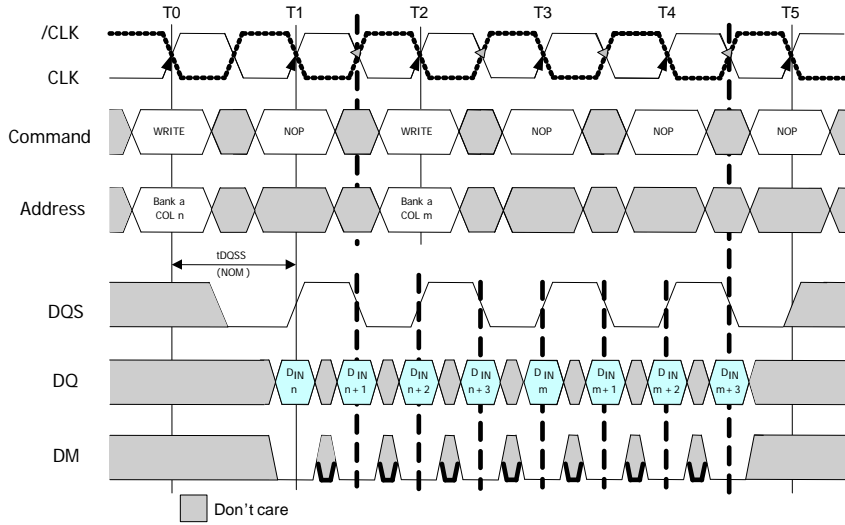 T0 T1 T2 T3 T4 T5
/CLK
CLK
Command WRITE NOP WRITE NOP NOP NOP
Address Bank a COL n Bank a COL m
tDQSS
(NOM)
DQS
DQ DIN n DIN n+1 DIN n+2 DIN n+3 DIN m DIN m+1 DIN m+2 DIN m+3
DM
Don't care